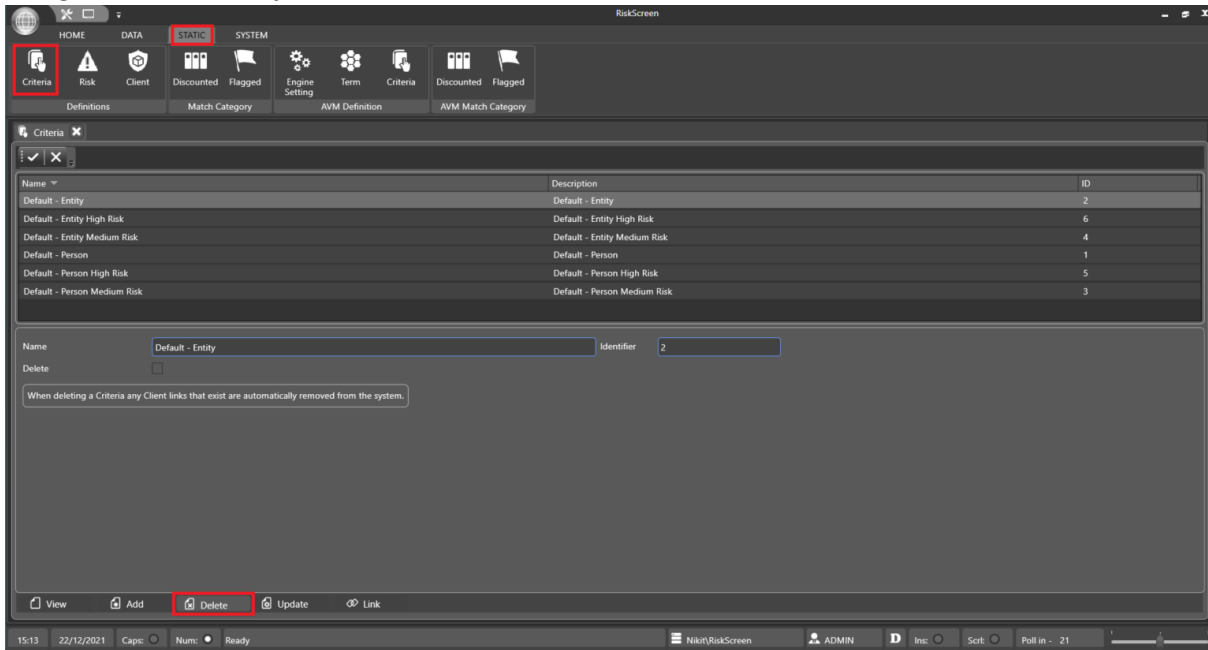 RiskScreen
HOME DATA STATIC SYSTEM
Criteria Risk Client Discounted Flagged Engine Setting Term Criteria Discounted Flagged
Definitions Match Category AVM Definition AVM Match Category
Criteria
Name Description ID
Default - Entity Default - Entity 2
Default - Entity High Risk Default - Entity High Risk 6
Default - Entity Medium Risk Default - Entity Medium Risk 4
Default - Person Default - Person 1
Default - Person High Risk Default - Person High Risk 5
Default - Person Medium Risk Default - Person Medium Risk 3
Name Default - Entity Identifier 2
Delete
When deleting a Criteria any Client links that exist are automatically removed from the system.
View Add Delete Update Link
15:13 22/12/2021 Caps: Num: Ready Nikit\RiskScreen ADMIN D Ins: Scrl: Poll in - 21